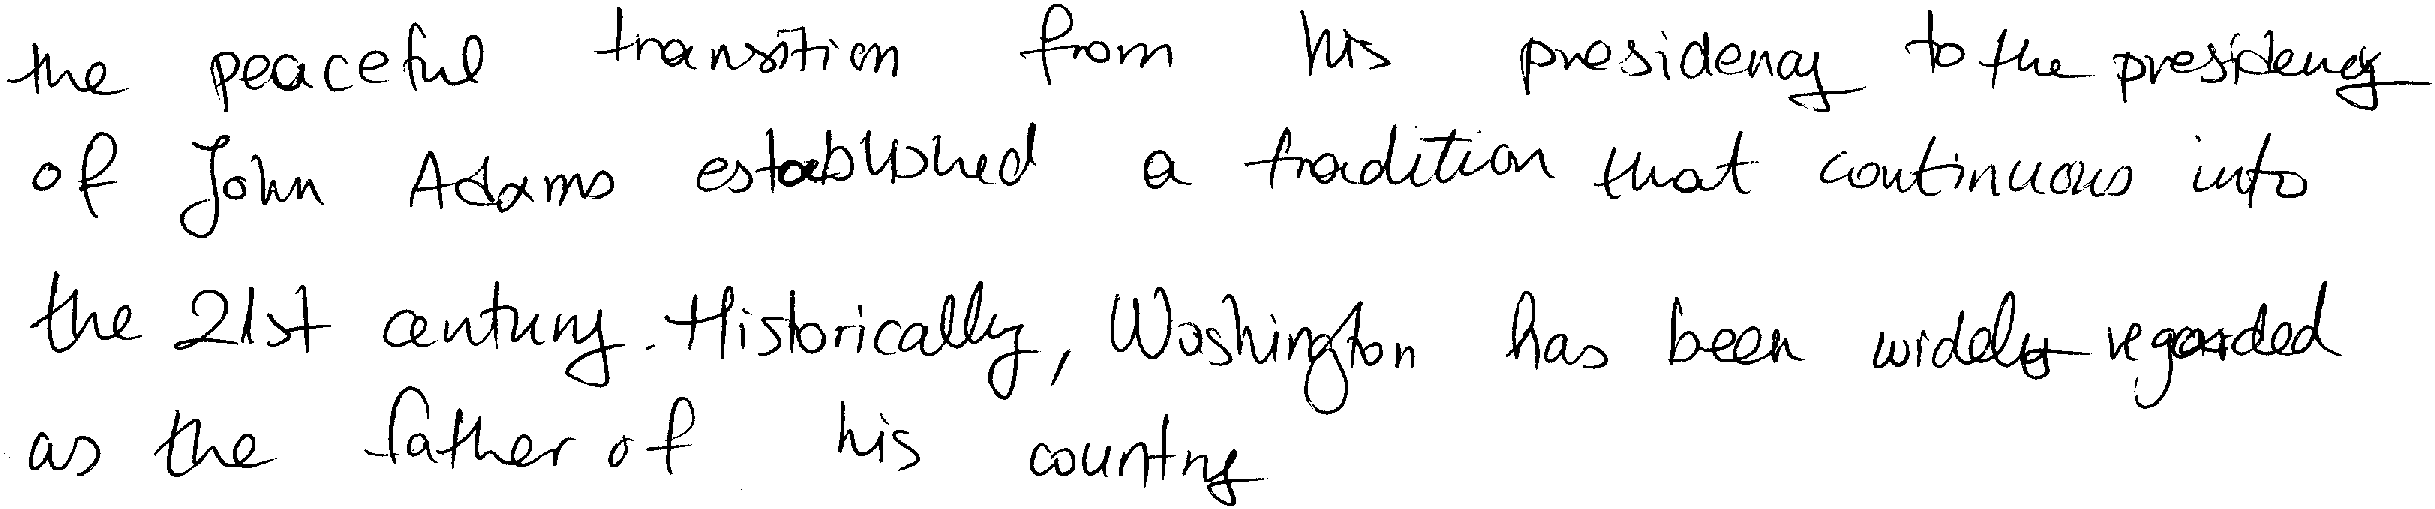 the peaceful transition from his presidency to the presidency
of John Adams established a tradition that continuous into
the 21st century. Historically, Washington has been widely regarded
as the father of his country